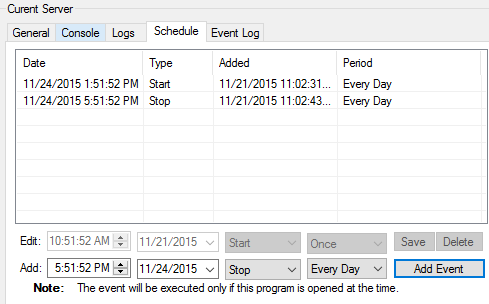 Curent Server
General Console Logs Schedule Event Log
Date Type Added Period
11/24/2015 1:51:52 PM Start 11/21/2015 11:02:31... Every Day
11/24/2015 5:51:52 PM Stop 11/21/2015 11:02:43... Every Day
Edit: 10:51:52 AM 11/21/2015 Start Once Save Delete
Add: 5:51:52 PM 11/24/2015 Stop Every Day Add Event
Note: The event will be executed only if this program is opened at the time.